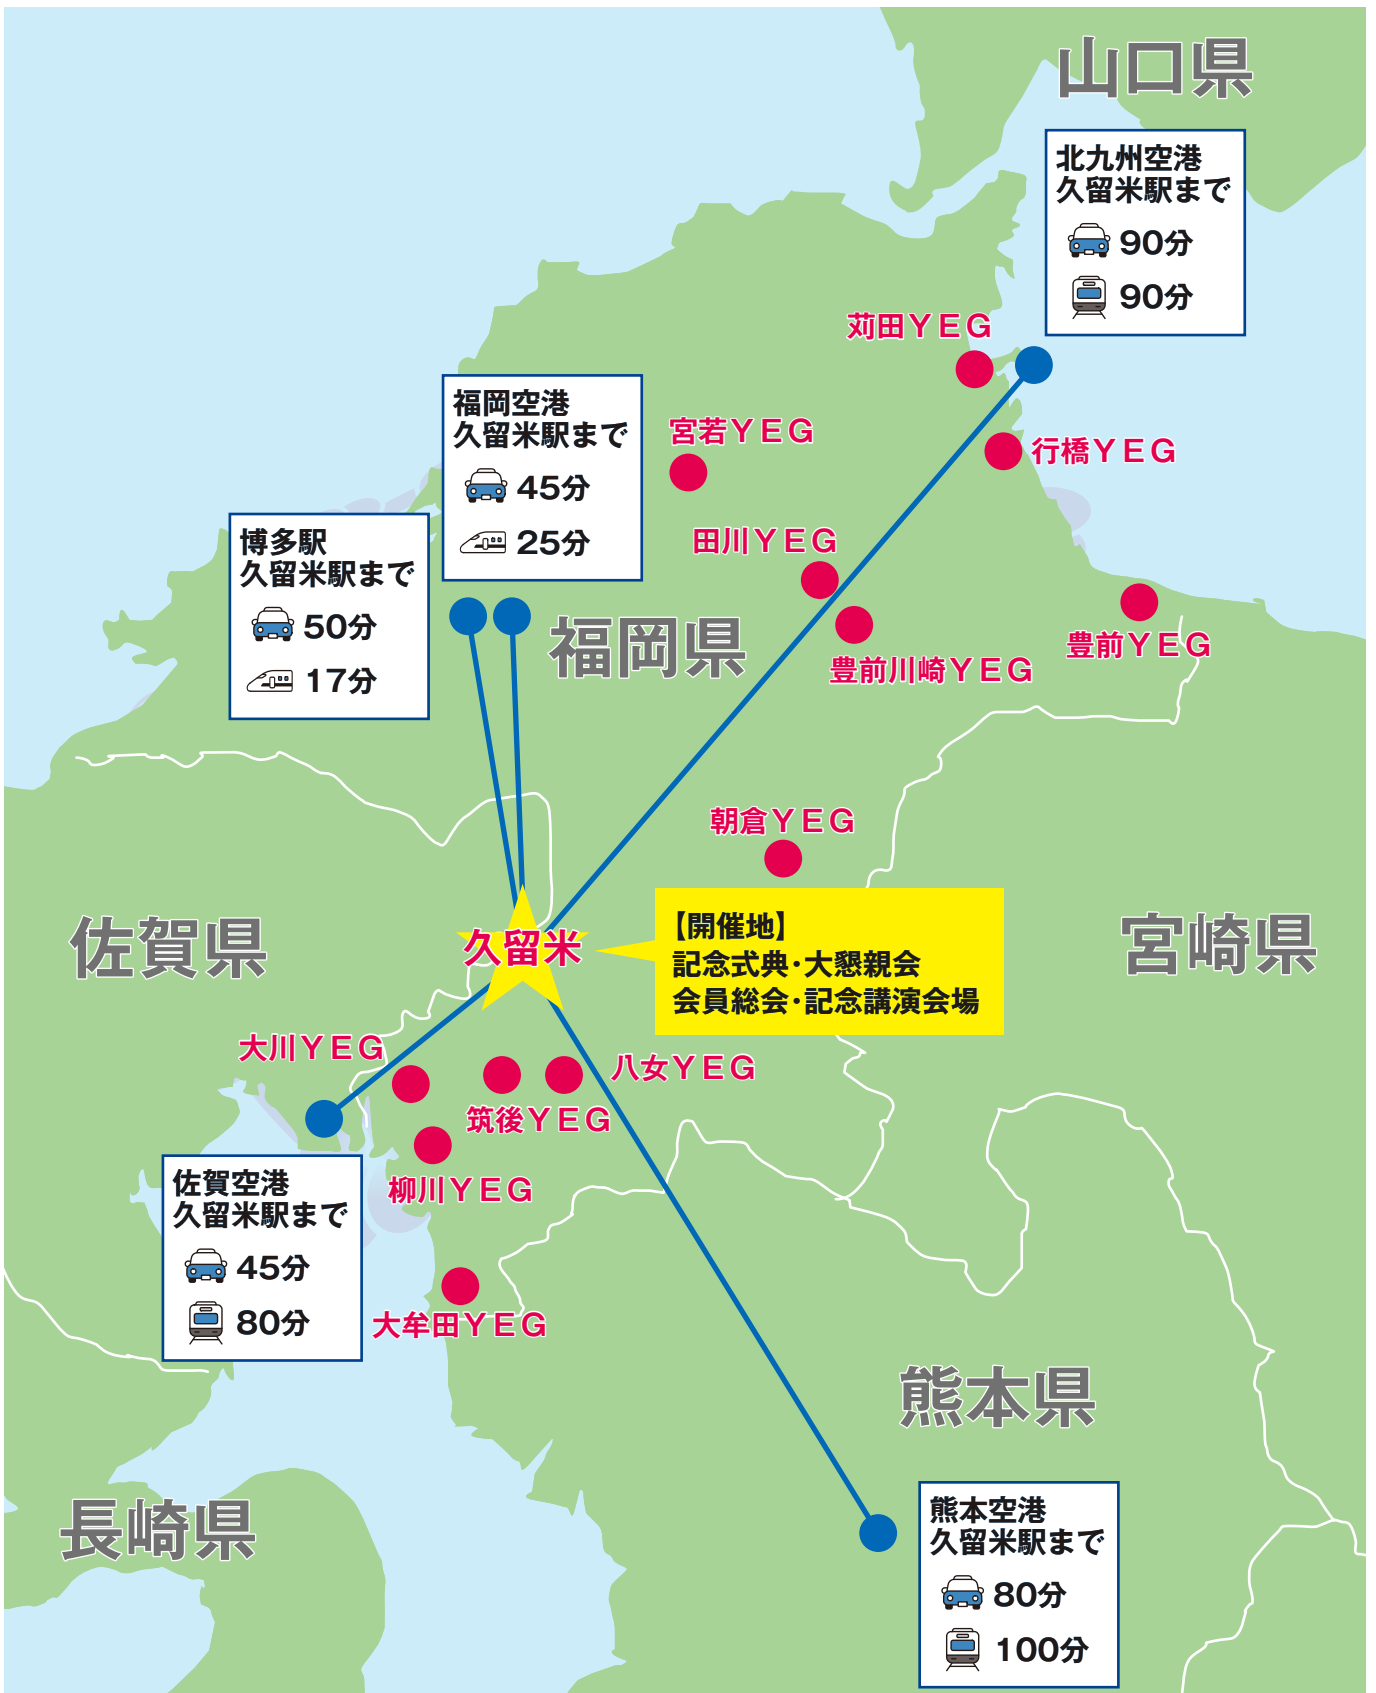 山口県
北九州空港
久留米駅まで
90分
90分
苅田ＹＥＧ
福岡空港
久留米駅まで
45分
25分
宮若ＹＥＧ
行橋ＹＥＧ
博多駅
久留米駅まで
50分
17分
田川ＹＥＧ
福岡県
豊前川崎ＹＥＧ
豊前ＹＥＧ
朝倉ＹＥＧ
佐賀県
久留米
【開催地】
記念式典・大懇親会
会員総会・記念講演会場
宮崎県
大川ＹＥＧ
八女ＹＥＧ
筑後ＹＥＧ
柳川ＹＥＧ
佐賀空港
久留米駅まで
45分
80分
大牟田ＹＥＧ
熊本県
長崎県
熊本空港
久留米駅まで
80分
100分